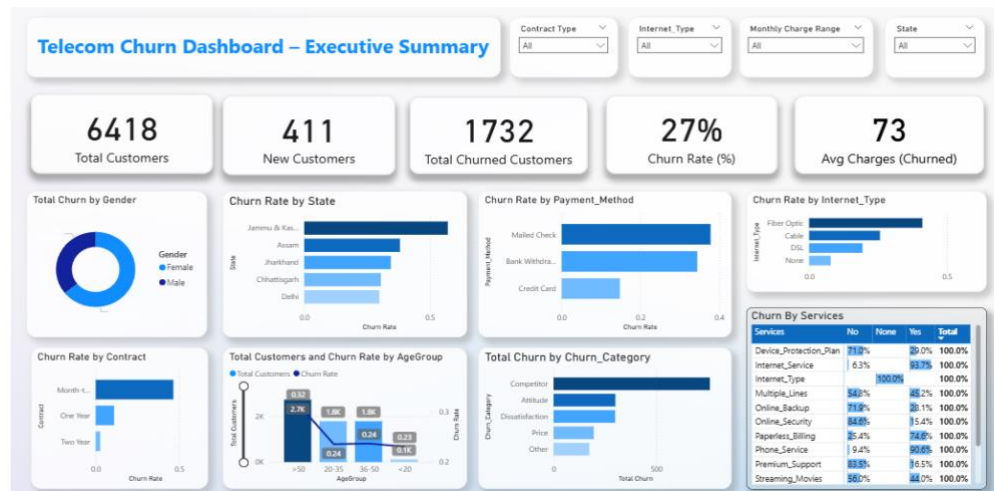 Telecom Churn Dashboard – Executive Summary
Contract Type
All
Internet_Type
All
Monthly Charge Range
All
State
All
6418
Total Customers
411
New Customers
1732
Total Churned Customers
27%
Churn Rate (%)
73
Avg Charges (Churned)
Total Churn by Gender
Gender
Female
Male
Churn Rate by State
State
Jammu & Kas...
Assam
Jharkhand
Chhattisgarh
Delhi
0.0 0.5
Churn Rate
Churn Rate by Payment_Method
Payment_Method
Mailed Check
Bank Withdra...
Credit Card
0.0 0.2 0.4
Churn Rate
Churn Rate by Internet_Type
Internet_Type
Fiber Optic
Cable
DSL
None
0.0 0.5
Churn Rate by Contract
Contract
Month-t...
One Year
Two Year
0.0 0.5
Total Customers and Churn Rate by AgeGroup
Total Customers Churn Rate
Total Customers
2K
0K
0.32
2.7K 1.8K 1.8K
0.24 0.24 0.23
0.1K
0.3
0.2
Churn Rate
>50 20-35 36-50 <20
AgeGroup
Total Churn by Churn_Category
Churn_Category
Competitor
Attitude
Dissatisfaction
Price
Other
0 500
Total Churn
Churn By Services
Services No None Yes Total
Device_Protection_Plan 71.0% 29.0% 100.0%
Internet_Service 6.3% 93.7% 100.0%
Internet_Type 100.0% 100.0%
Multiple_Lines 54.8% 45.2% 100.0%
Online_Backup 71.9% 28.1% 100.0%
Online_Security 84.6% 15.4% 100.0%
Paperless_Billing 25.4% 74.6% 100.0%
Phone_Service 9.4% 90.6% 100.0%
Premium_Support 83.5% 16.5% 100.0%
Streaming_Movies 56.0% 44.0% 100.0%